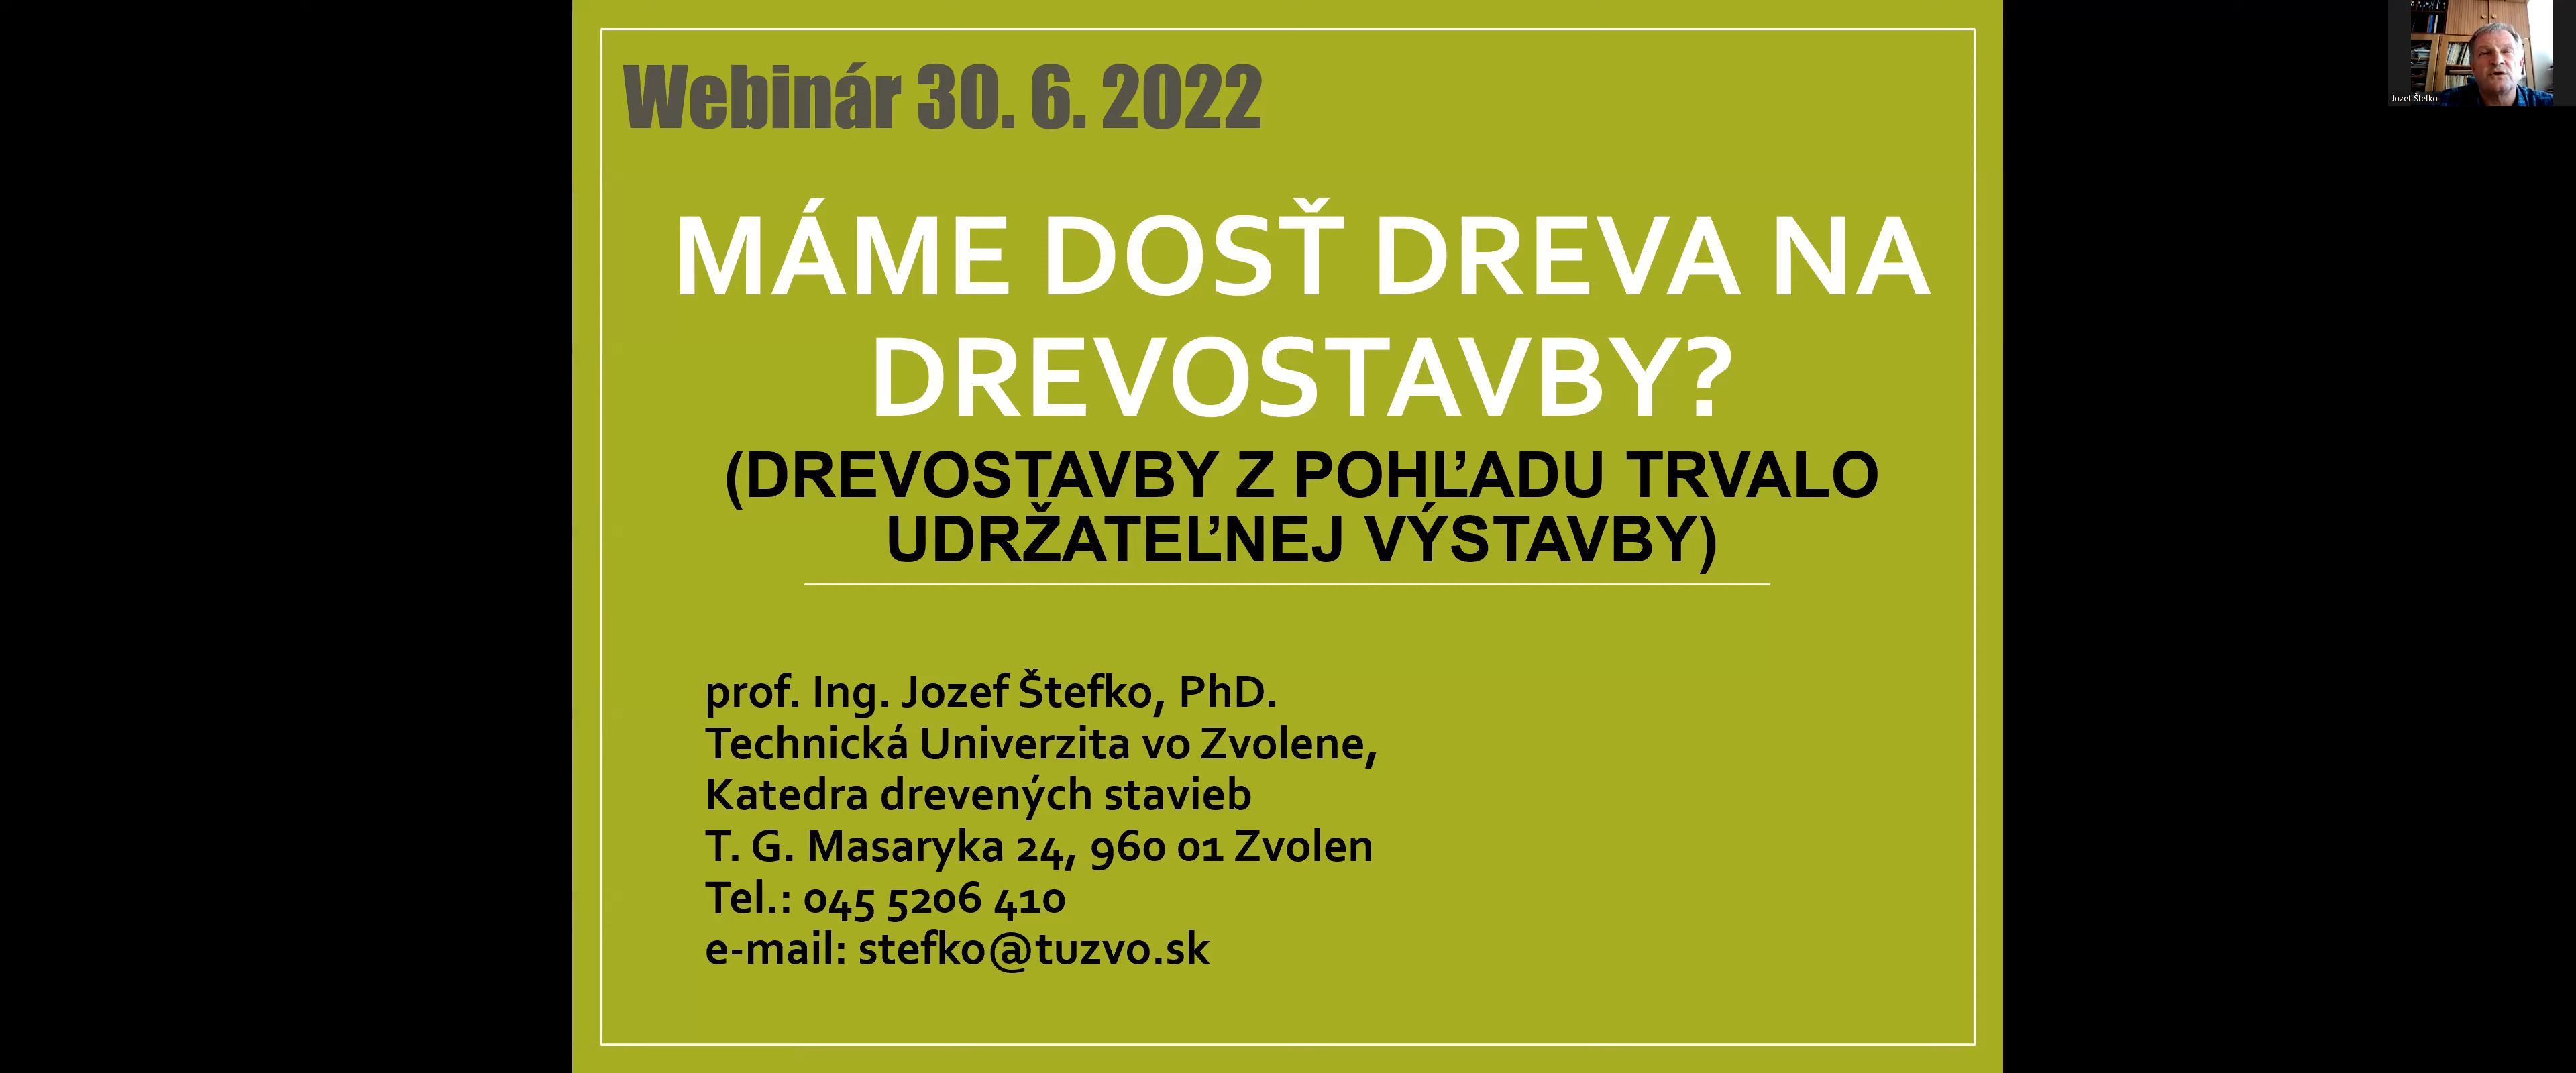 Webinár 30. 6. 2022
MÁME DOSŤ DREVA NA
DREVOSTAVBY?
(DREVOSTAVBY Z POHĽADU TRVALO
UDRŽATEĽNEJ VÝSTAVBY)
prof. Ing. Jozef Štefko, PhD.
Technická Univerzita vo Zvolene,
Katedra drevených stavieb
T. G. Masaryka 24, 960 01 Zvolen
Tel.: 045 5206 410
e-mail: stefko@tuzvo.sk
Jozef Štefko